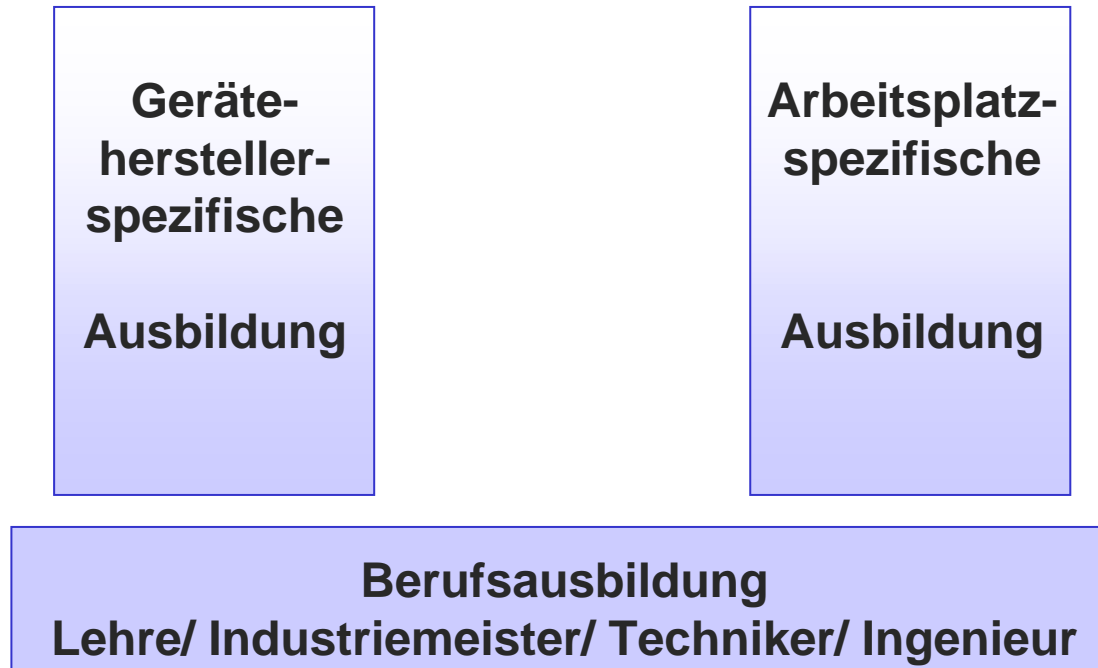 Geräte-
hersteller-
spezifische
Ausbildung
Arbeitsplatz-
spezifische
Ausbildung
Berufsausbildung
Lehre/ Industriemeister/ Techniker/ Ingenieur